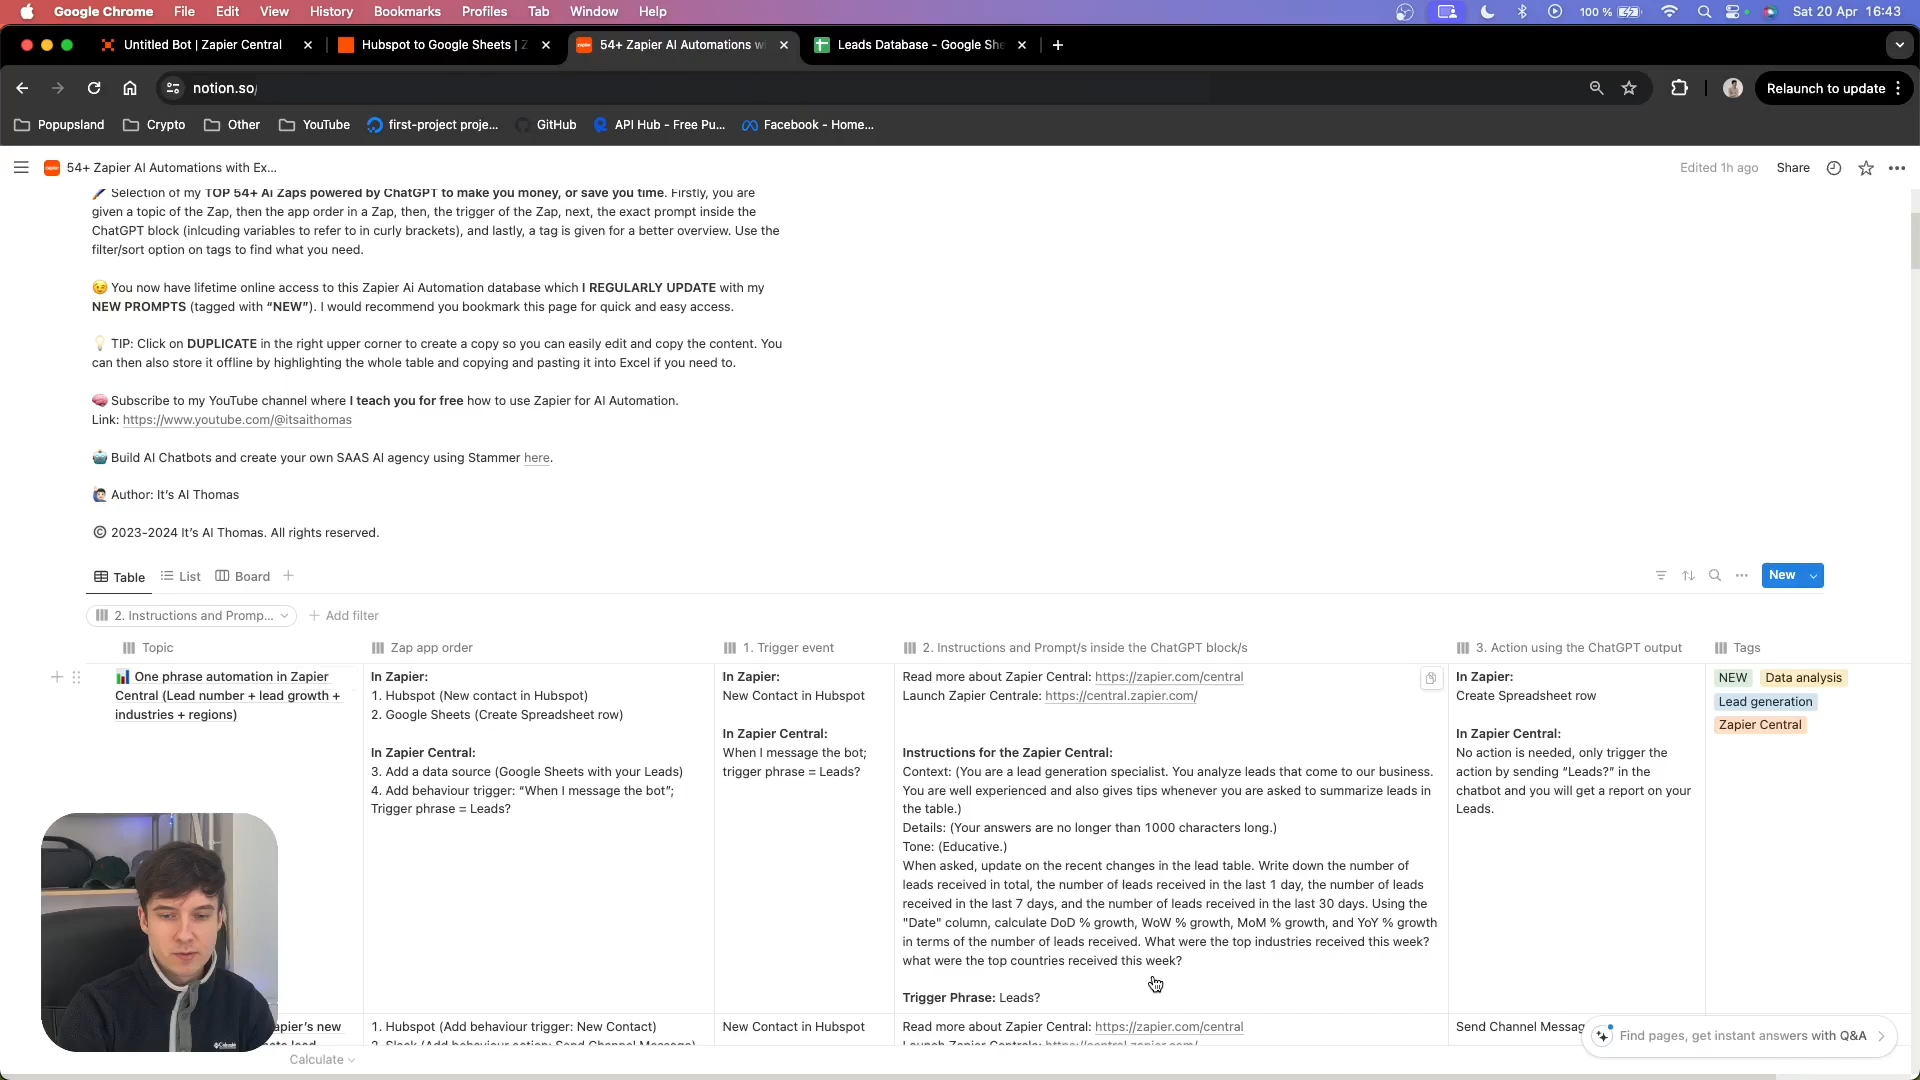 Google Chrome File Edit View History Bookmarks Profiles Tab Window Help 100 % Sat 20 Apr 16:43
Untitled Bot | Zapier Central Hubspot to Google Sheets | Z 54+ Zapier AI Automations wi Leads Database - Google She
notion.so/ Relaunch to update
Popupsland Crypto Other YouTube first-project proje... GitHub API Hub - Free Pu... Facebook - Home...
54+ Zapier AI Automations with Ex... Edited 1h ago Share
Selection of my TOP 54+ AI Zaps powered by ChatGPT to make you money, or save you time. Firstly, you are
given a topic of the Zap, then the app order in a Zap, then, the trigger of the Zap, next, the exact prompt inside the
ChatGPT block (inlcuding variables to refer to in curly brackets), and lastly, a tag is given for a better overview. Use the
filter/sort option on tags to find what you need.
You now have lifetime online access to this Zapier Ai Automation database which I REGULARLY UPDATE with my
NEW PROMPTS (tagged with “NEW”). I would recommend you bookmark this page for quick and easy access.
TIP: Click on DUPLICATE in the right upper corner to create a copy so you can easily edit and copy the content. You
can then also store it offline by highlighting the whole table and copying and pasting it into Excel if you need to.
Subscribe to my YouTube channel where I teach you for free how to use Zapier for AI Automation.
Link: https://www.youtube.com/@itsaithomas
Build AI Chatbots and create your own SAAS AI agency using Stammer here.
Author: It’s AI Thomas
© 2023-2024 It’s AI Thomas. All rights reserved.
Table List Board New
2. Instructions and Promp... Add filter
Topic Zap app order 1. Trigger event 2. Instructions and Prompt/s inside the ChatGPT block/s 3. Action using the ChatGPT output Tags
One phrase automation in Zapier
Central (Lead number + lead growth +
industries + regions)
In Zapier:
1. Hubspot (New contact in Hubspot)
2. Google Sheets (Create Spreadsheet row)
In Zapier Central:
3. Add a data source (Google Sheets with your Leads)
4. Add behaviour trigger: “When I message the bot”;
Trigger phrase = Leads?
In Zapier:
New Contact in Hubspot
In Zapier Central:
When I message the bot;
trigger phrase = Leads?
Read more about Zapier Central: https://zapier.com/central
Launch Zapier Centrale: https://central.zapier.com/
Instructions for the Zapier Central:
Context: (You are a lead generation specialist. You analyze leads that come to our business.
You are well experienced and also gives tips whenever you are asked to summarize leads in
the table.)
Details: (Your answers are no longer than 1000 characters long.)
Tone: (Educative.)
When asked, update on the recent changes in the lead table. Write down the number of
leads received in total, the number of leads received in the last 1 day, the number of leads
received in the last 7 days, and the number of leads received in the last 30 days. Using the
"Date" column, calculate DoD % growth, WoW % growth, MoM % growth, and YoY % growth
in terms of the number of leads received. What were the top industries received this week?
what were the top countries received this week?
Trigger Phrase: Leads?
In Zapier:
Create Spreadsheet row
In Zapier Central:
No action is needed, only trigger the
action by sending “Leads?” in the
chatbot and you will get a report on your
Leads.
NEW Data analysis
Lead generation
Zapier Central
apier’s new
1. Hubspot (Add behaviour trigger: New Contact)
2. Slack (Add behaviour action: Send Channel Message)
New Contact in Hubspot
Read more about Zapier Central: https://zapier.com/central
Launch Zapier Centrale: https://central.zapier.com/
Send Channel Messag
Find pages, get instant answers with Q&A
Calculate